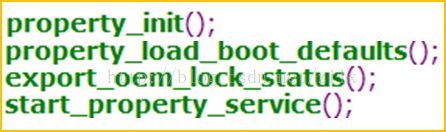 property_init();
property_load_boot_defaults();
export_oem_lock_status();
start_property_service();